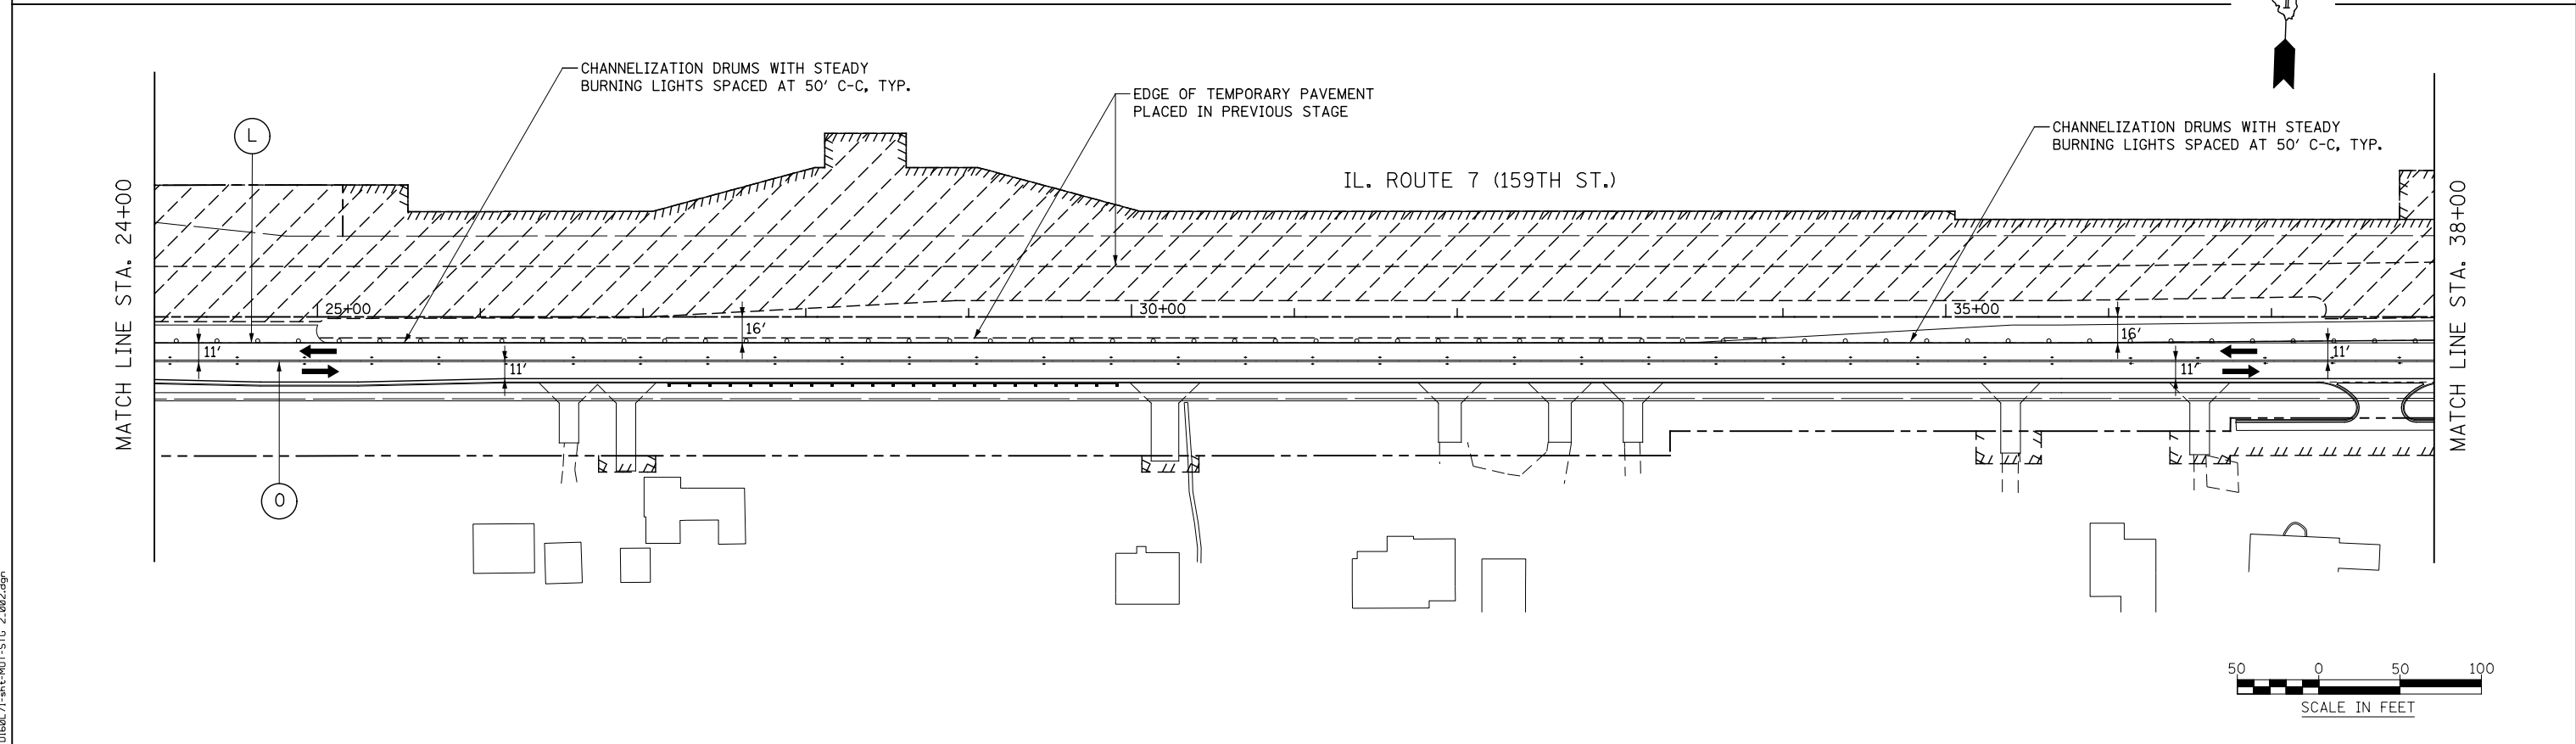 CHANNELIZATION DRUMS WITH STEADY
BURNING LIGHTS SPACED AT 50' C-C, TYP.
EDGE OF TEMPORARY PAVEMENT
PLACED IN PREVIOUS STAGE
CHANNELIZATION DRUMS WITH STEADY
BURNING LIGHTS SPACED AT 50' C-C, TYP.
L
IL. ROUTE 7 (159TH ST.)
MATCH LINE STA. 24+00
MATCH LINE STA. 38+00
25+00
30+00
35+00
16'
16'
11'
11'
11'
11'
O
50 0 50 100
SCALE IN FEET